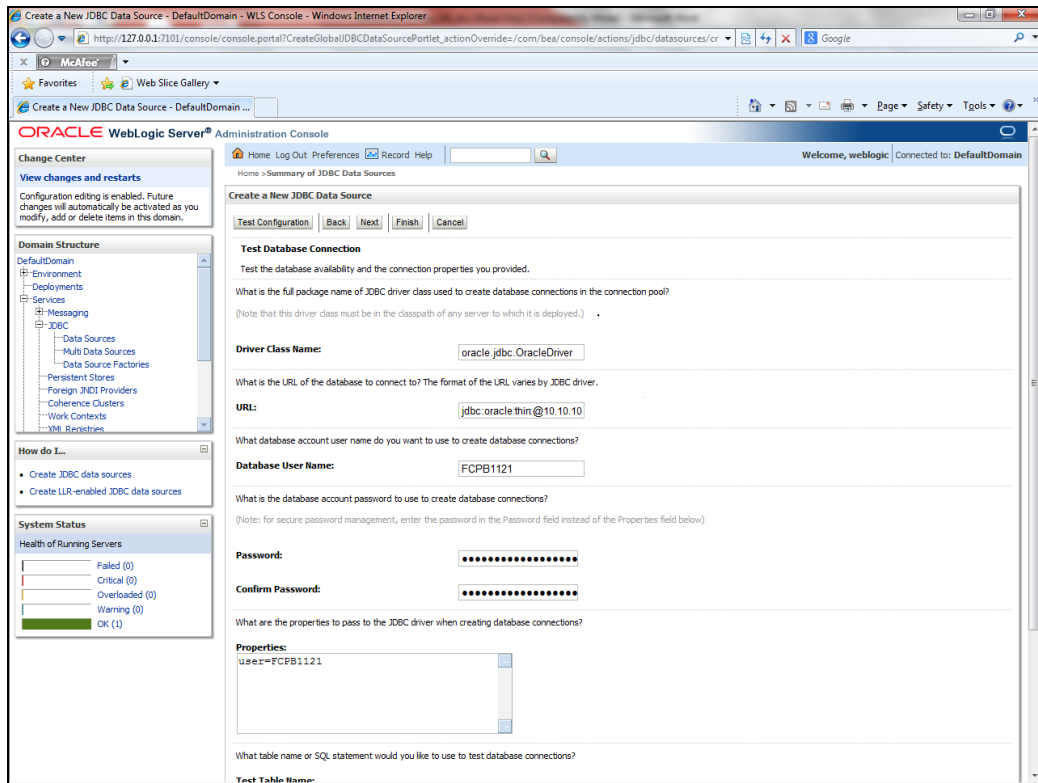 Create a New JDBC Data Source - DefaultDomain - WLS Console - Windows Internet Explorer
http://127.0.0.1:7101/console/console.portal?CreateGlobalJDBCDataSourcePortlet_actionOverride=/com/bea/console/actions/jdbc/datasources/cr
Google
x McAfee
Favorites Web Slice Gallery
Create a New JDBC Data Source - DefaultDomain ...
Page Safety Tools
ORACLE WebLogic Server® Administration Console
Change Center
View changes and restarts
Configuration editing is enabled. Future
changes will automatically be activated as you
modify, add or delete items in this domain.
Domain Structure
DefaultDomain
Environment
Deployments
Services
Messaging
JDBC
Data Sources
Multi Data Sources
Data Source Factories
Persistent Stores
Foreign JNDI Providers
Coherence Clusters
Work Contexts
XML Registries
How do I...
Create JDBC data sources
Create LLR-enabled JDBC data sources
System Status
Health of Running Servers
Failed (0)
Critical (0)
Overloaded (0)
Warning (0)
OK (1)
Home Log Out Preferences Record Help
Welcome, weblogic Connected to: DefaultDomain
Home >Summary of JDBC Data Sources
Create a New JDBC Data Source
Test Configuration Back Next Finish Cancel
Test Database Connection
Test the database availability and the connection properties you provided.
What is the full package name of JDBC driver class used to create database connections in the connection pool?
(Note that this driver class must be in the classpath of any server to which it is deployed.) .
Driver Class Name: oracle.jdbc.OracleDriver
What is the URL of the database to connect to? The format of the URL varies by JDBC driver.
URL: jdbc:oracle:thin:@10.10.10
What database account user name do you want to use to create database connections?
Database User Name: FCPB1121
What is the database account password to use to create database connections?
(Note: for secure password management, enter the password in the Password field instead of the Properties field below)
Password: ●●●●●●●●●●●●●●●●●●
Confirm Password: ●●●●●●●●●●●●●●●●●●
What are the properties to pass to the JDBC driver when creating database connections?
Properties:
user=FCPB1121
What table name or SQL statement would you like to use to test database connections?
Test Table Name: